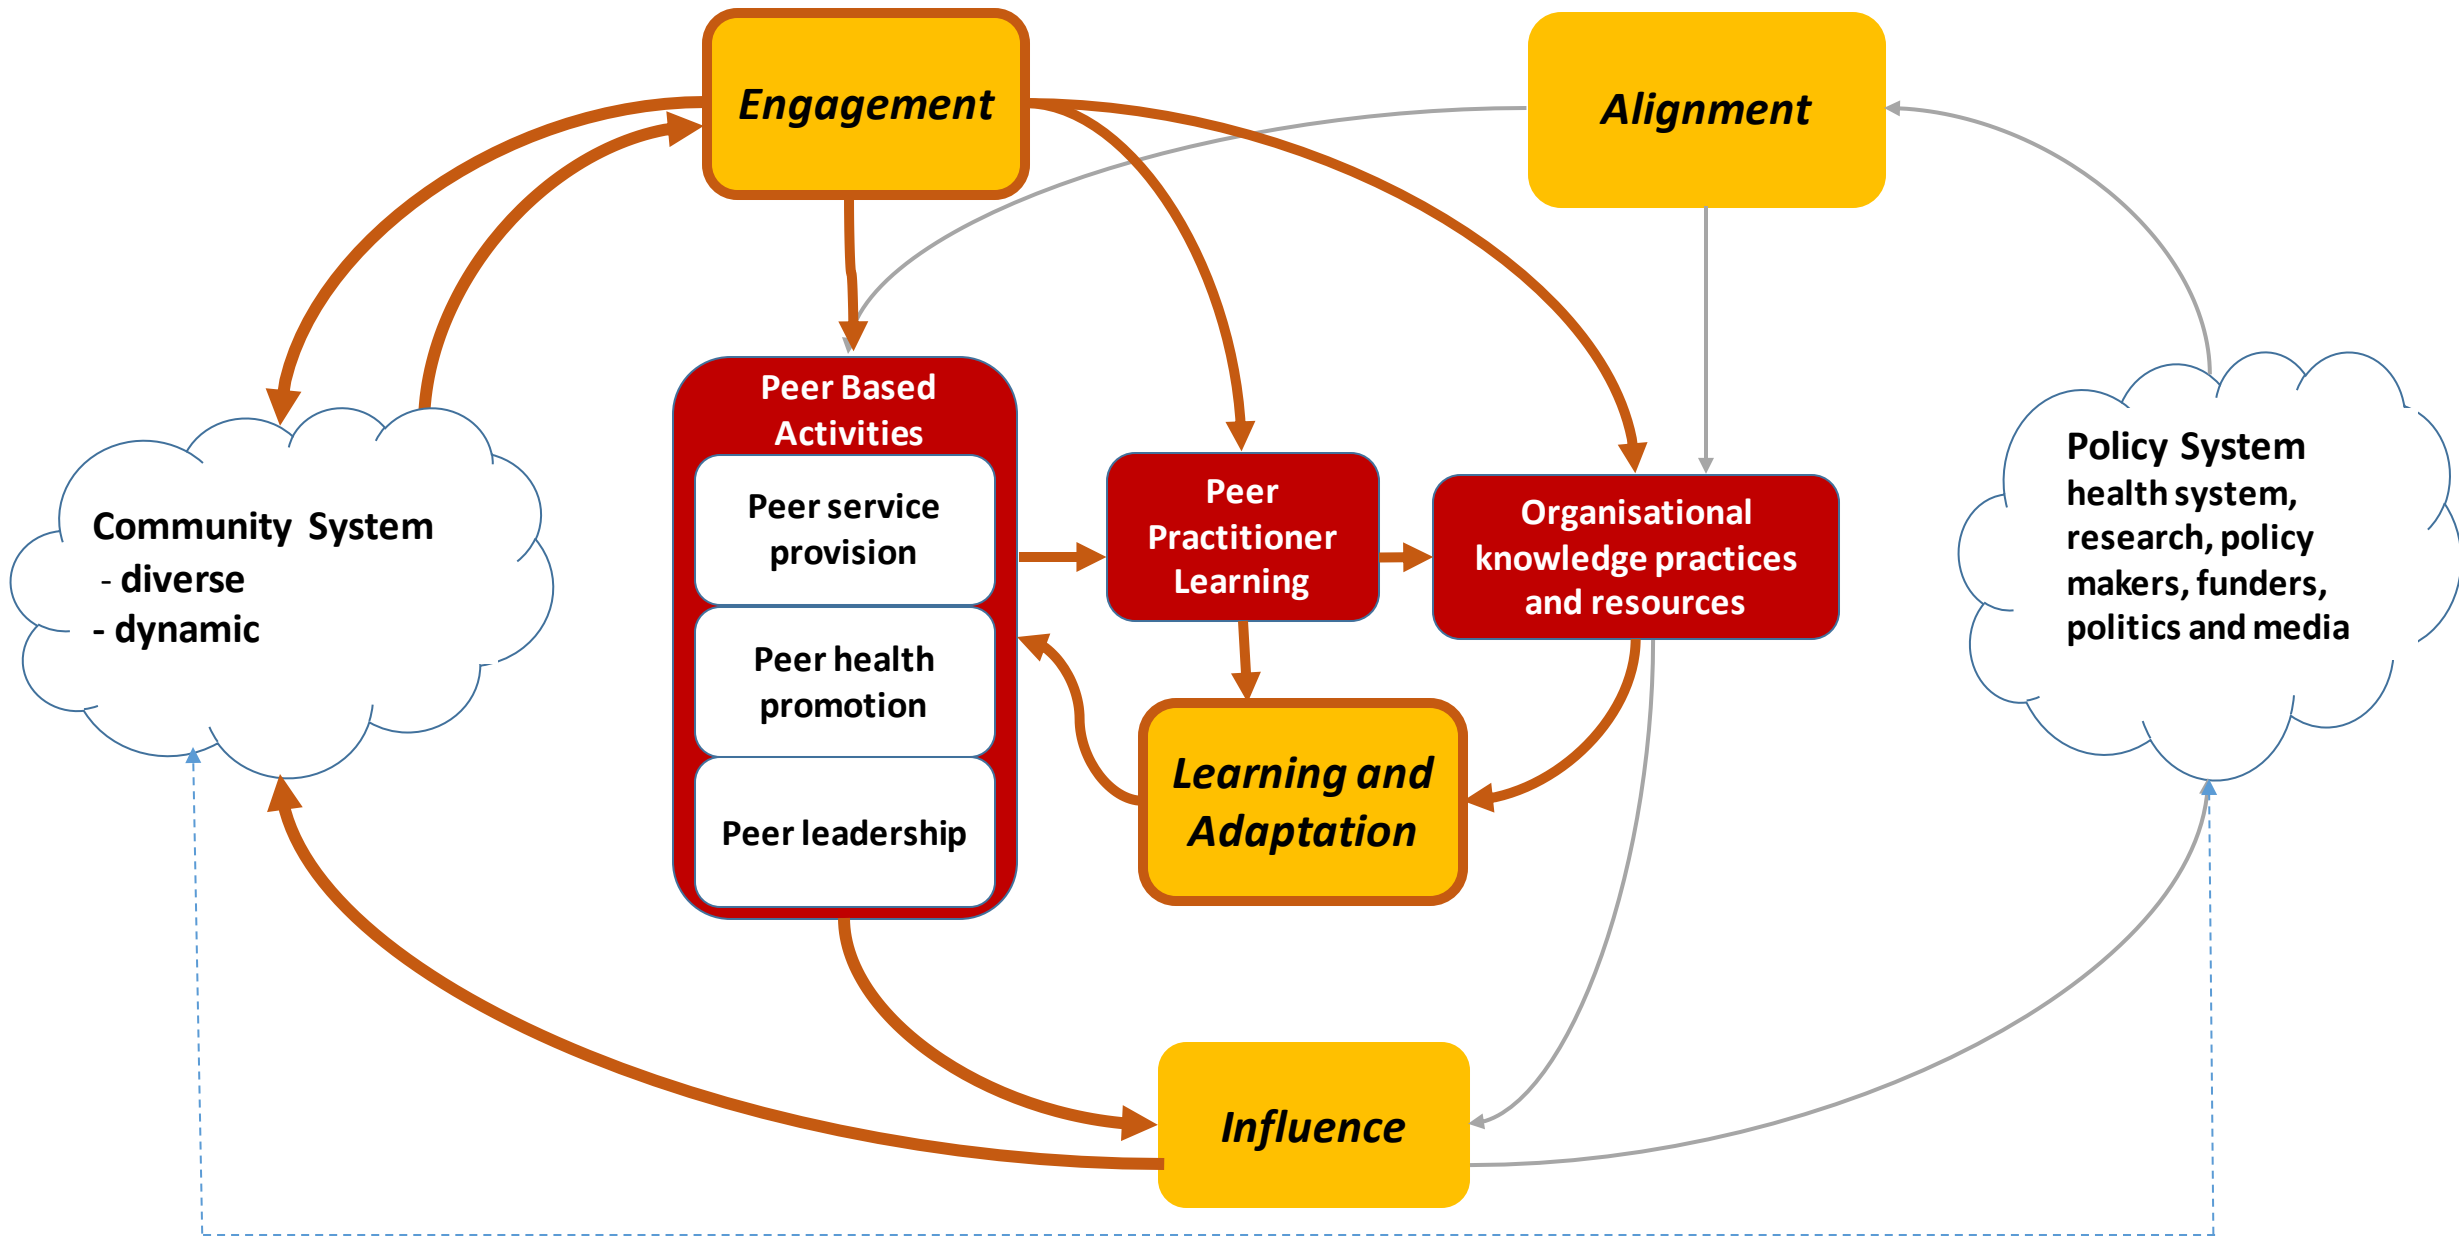 Engagement
Alignment
Community System
- diverse
- dynamic
Peer Based
Activities
Peer service
provision
Peer health
promotion
Peer leadership
Peer
Practitioner
Learning
Organisational
knowledge practices
and resources
Learning and
Adaptation
Policy System
health system,
research, policy
makers, funders,
politics and media
Influence